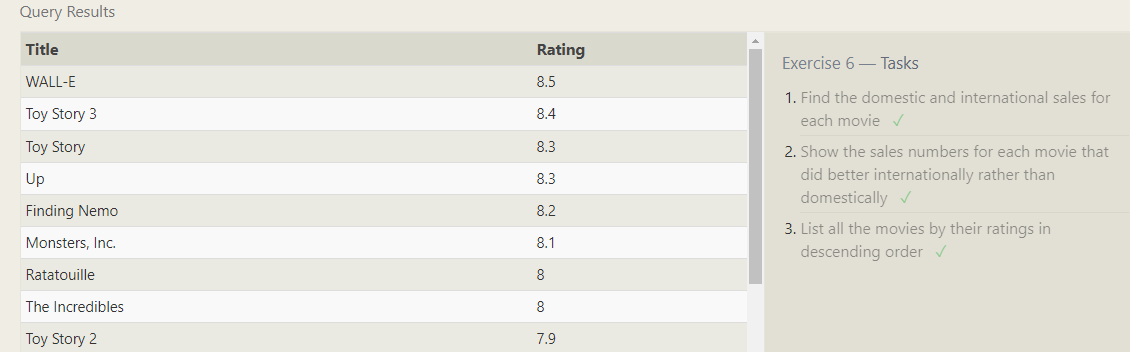 Query Results
Title Rating
WALL-E 8.5
Toy Story 3 8.4
Toy Story 8.3
Up 8.3
Finding Nemo 8.2
Monsters, Inc. 8.1
Ratatouille 8
The Incredibles 8
Toy Story 2 7.9
Exercise 6 — Tasks
1. Find the domestic and international sales for
each movie ✓
2. Show the sales numbers for each movie that
did better internationally rather than
domestically ✓
3. List all the movies by their ratings in
descending order ✓